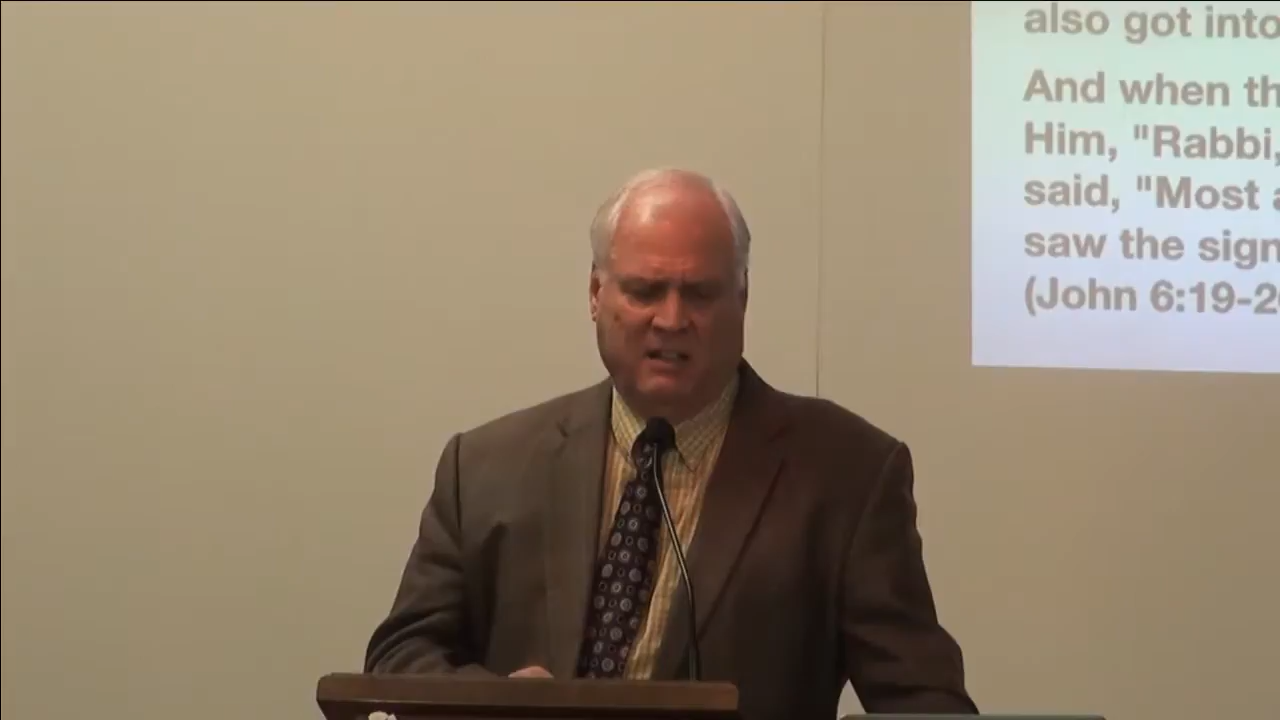 also got into
And when th
Him, "Rabbi,
said, "Most a
saw the sign
(John 6:19-2